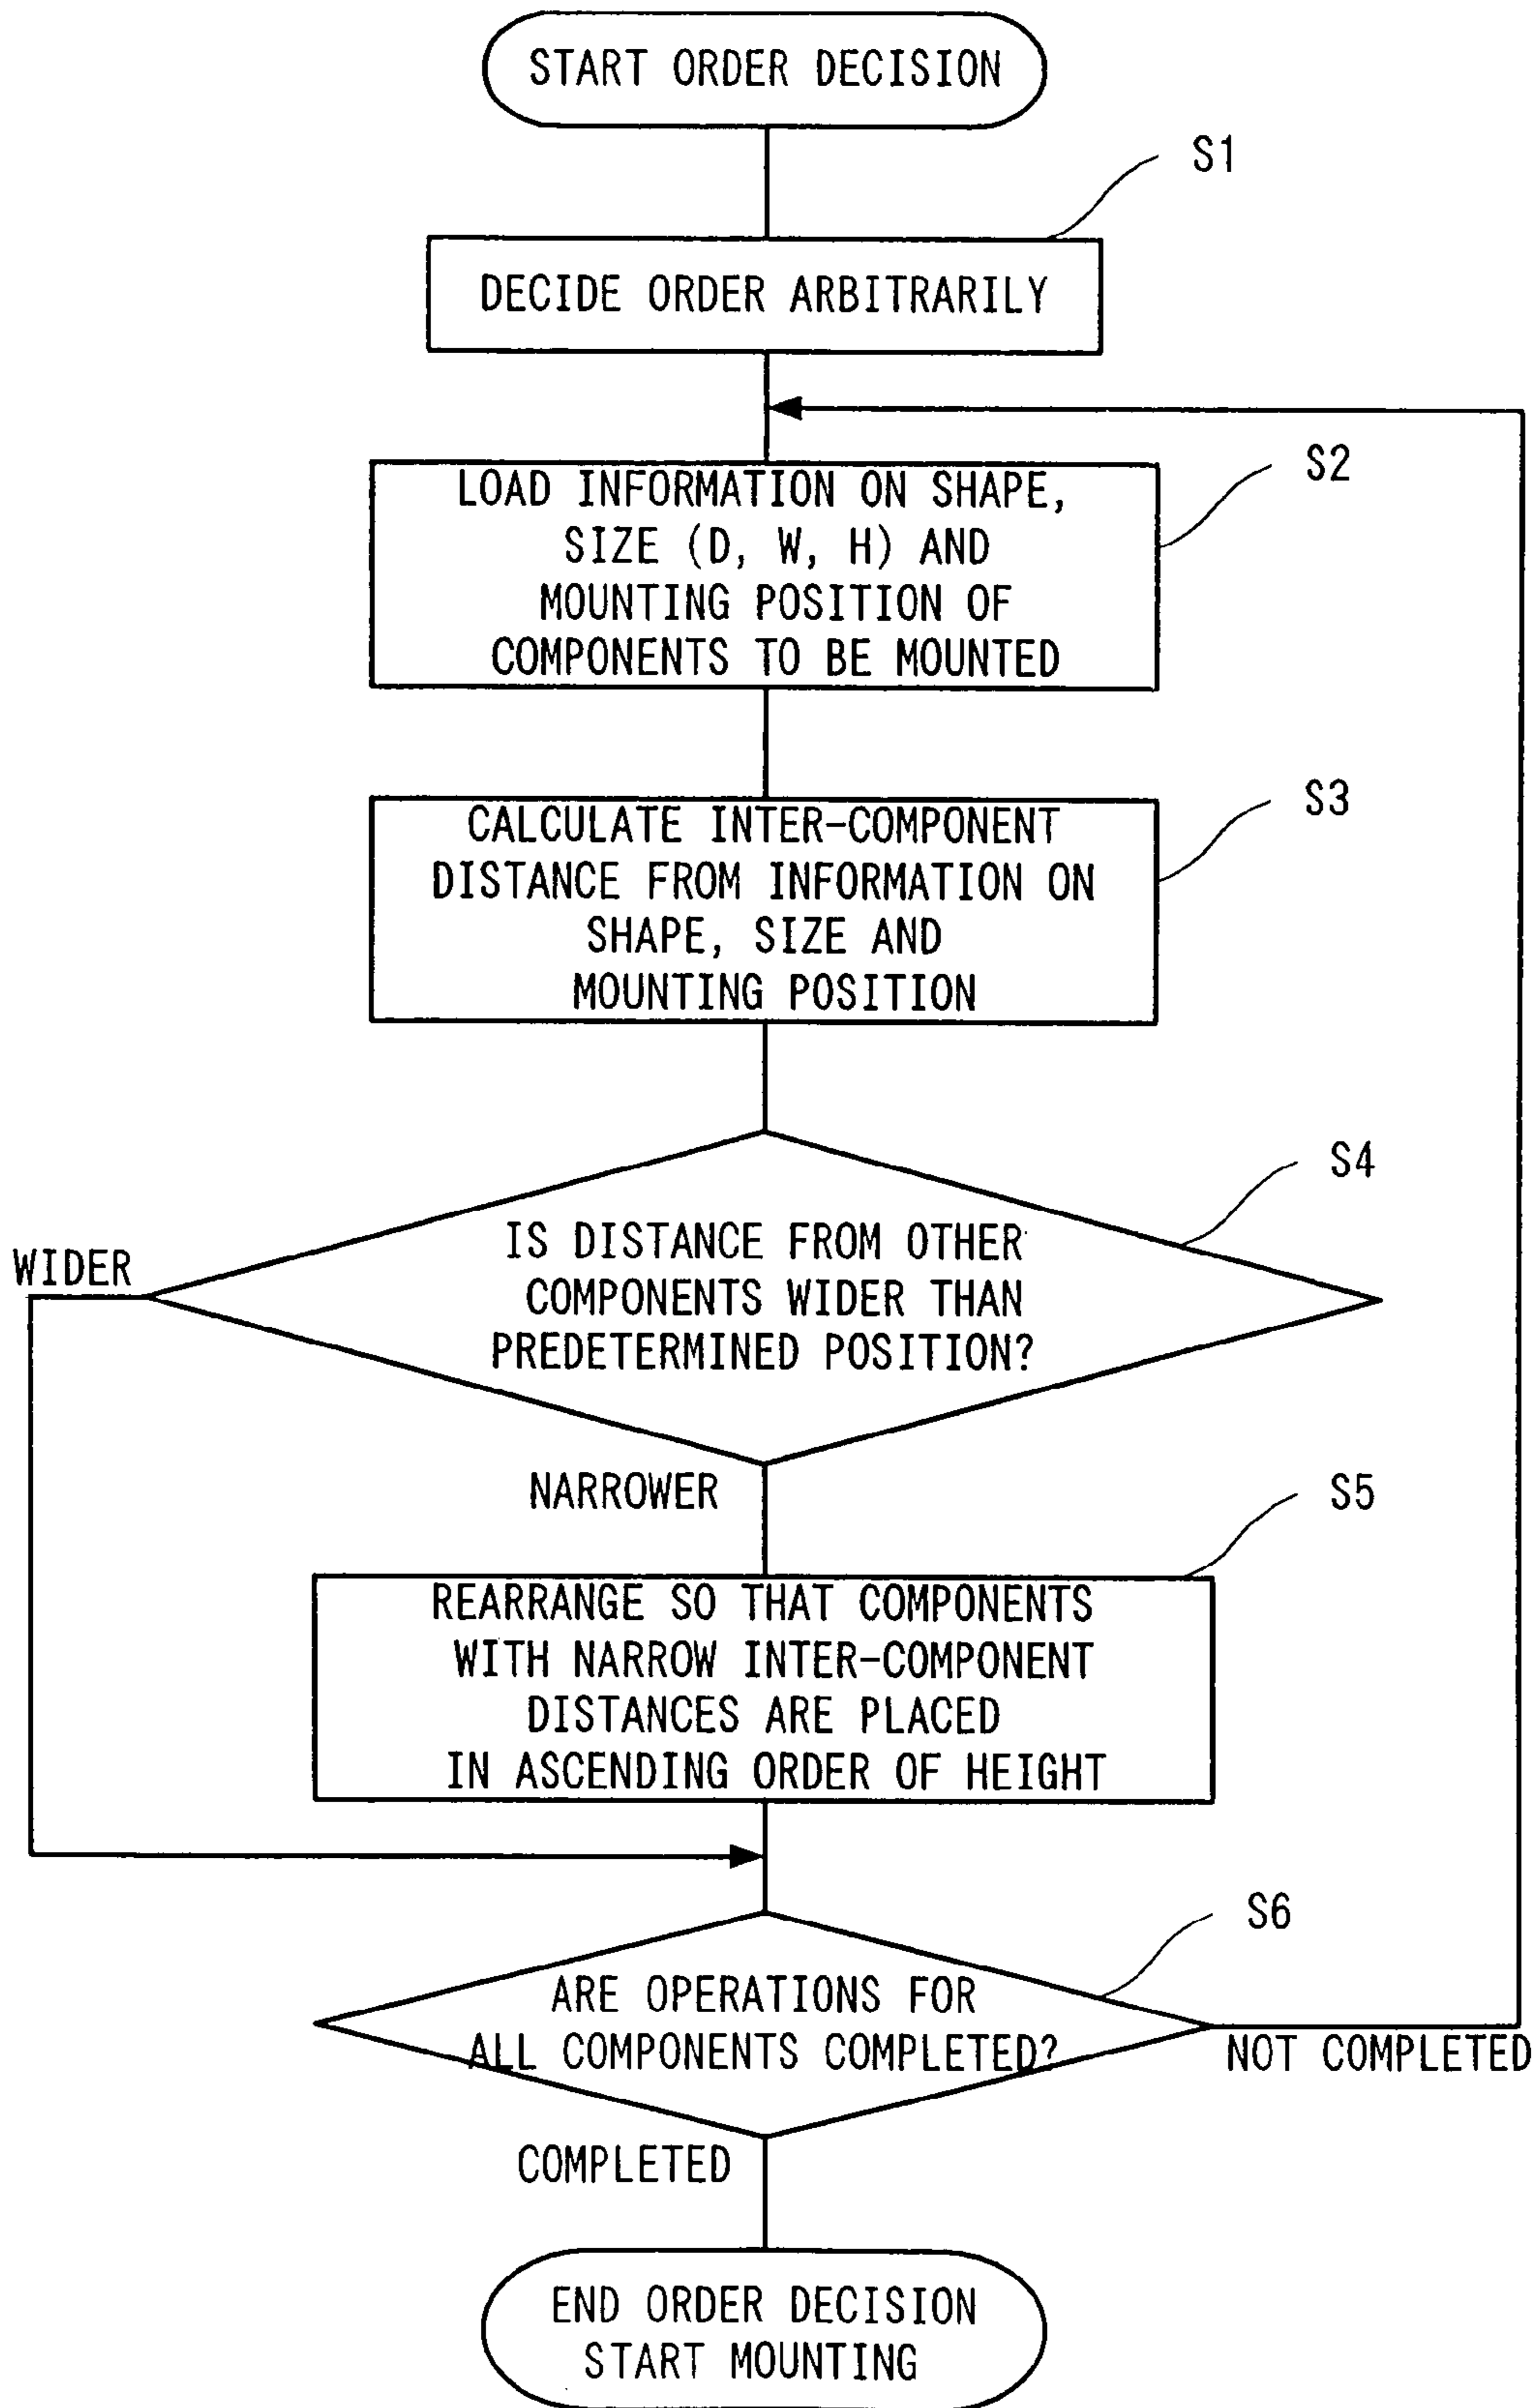 START ORDER DECISION
S1
DECIDE ORDER ARBITRARILY
S2
LOAD INFORMATION ON SHAPE,
SIZE (D, W, H) AND
MOUNTING POSITION OF
COMPONENTS TO BE MOUNTED
S3
CALCULATE INTER-COMPONENT
DISTANCE FROM INFORMATION ON
SHAPE, SIZE AND
MOUNTING POSITION
S4
IS DISTANCE FROM OTHER
COMPONENTS WIDER THAN
PREDETERMINED POSITION?
WIDER
NARROWER
S5
REARRANGE SO THAT COMPONENTS
WITH NARROW INTER-COMPONENT
DISTANCES ARE PLACED
IN ASCENDING ORDER OF HEIGHT
S6
ARE OPERATIONS FOR
ALL COMPONENTS COMPLETED?
NOT COMPLETED
COMPLETED
END ORDER DECISION
START MOUNTING